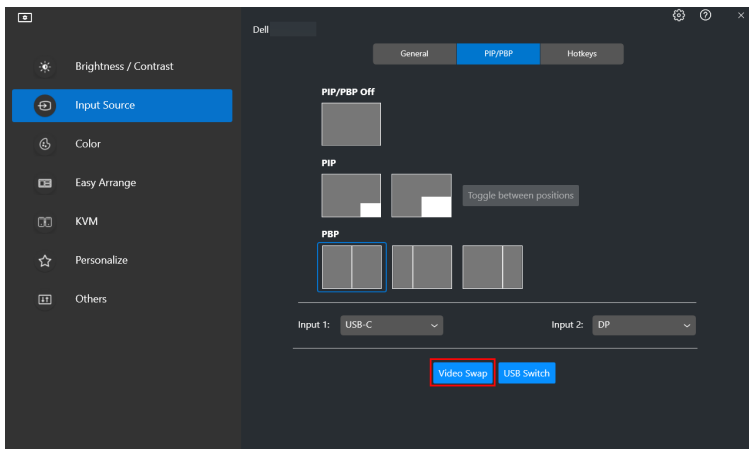 Dell
General PIP/PBP Hotkeys
Brightness / Contrast
Input Source
Color
Easy Arrange
KVM
Personalize
Others
PIP/PBP Off
PIP
Toggle between positions
PBP
Input 1: USB-C Input 2: DP
Video Swap USB Switch